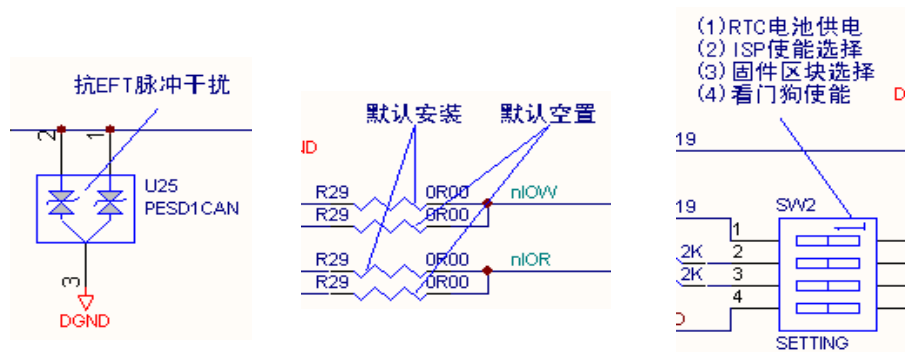 抗EFT脉冲干扰
2
1
U25
PESD1CAN
3
DGND
默认安装 默认空置
ND
R29 0R00 nIOW
R29 0R00
R29 0R00 nIOR
R29 0R00
(1)RTC电池供电
(2)ISP使能选择
(3)固件区块选择
(4)看门狗使能
D
19
19 SW2
1
2K 2
2K 3
4
SETTING